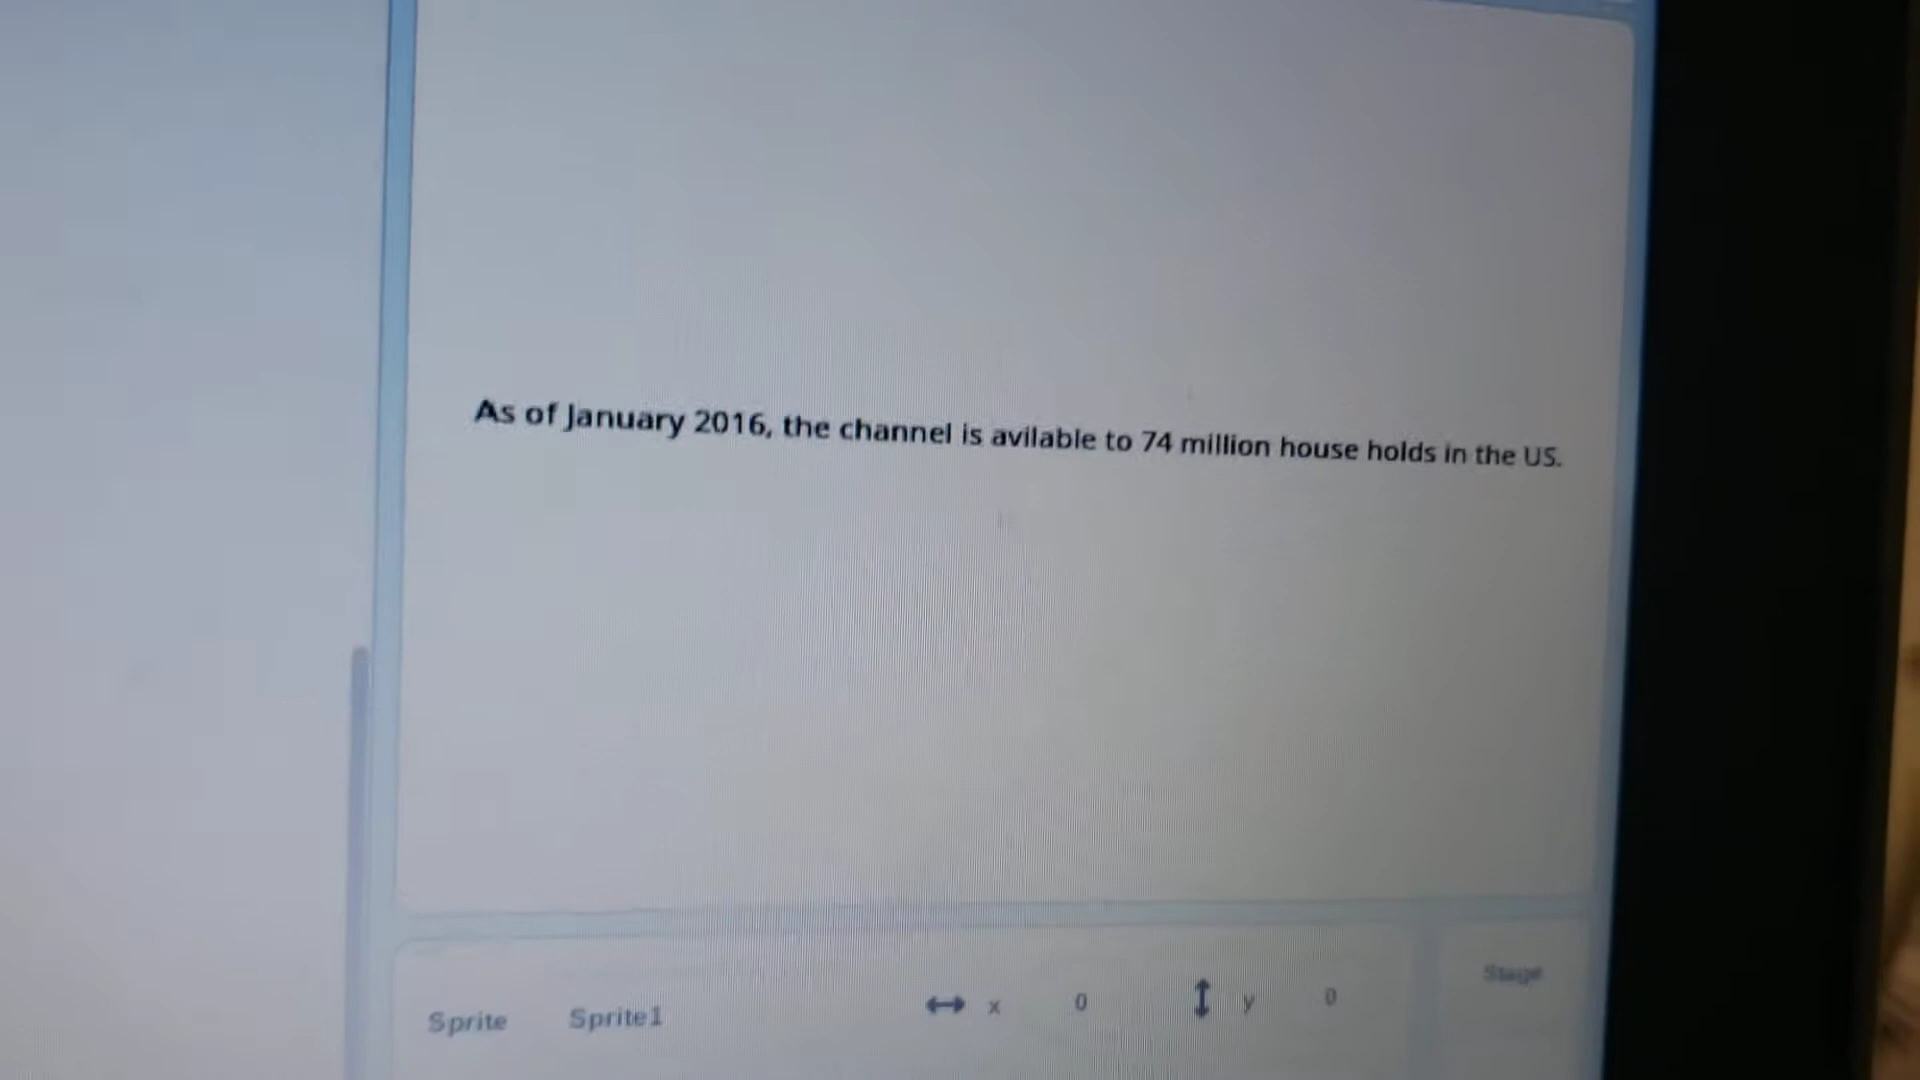 As of January 2016, the channel is avilable to 74 million house holds in the US.
Sprite Sprite1 x 0 y 0
Stage